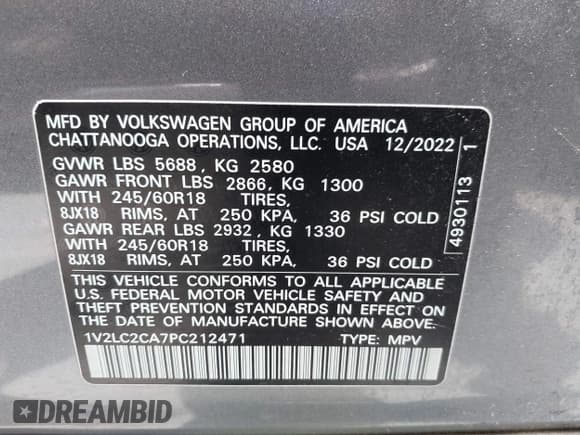 MFD BY VOLKSWAGEN GROUP OF AMERICA
CHATTANOOGA OPERATIONS, LLC. USA 12/2022
GVWR LBS 5688, KG 2580
GAWR FRONT LBS 2866, KG 1300
WITH 245/60R18 TIRES,
8JX18 RIMS, AT 250 KPA, 36 PSI COLD
GAWR REAR LBS 2932, KG 1330
WITH 245/60R18 TIRES,
8JX18 RIMS, AT 250 KPA, 36 PSI COLD
THIS VEHICLE CONFORMS TO ALL APPLICABLE
U.S. FEDERAL MOTOR VEHICLE SAFETY AND
THEFT PREVENTION STANDARDS IN EFFECT ON
THE DATE OF MANUFACTURE SHOWN ABOVE.
1V2LC2CA7PC212471 TYPE: MPV
4930113 1
DREAMBID